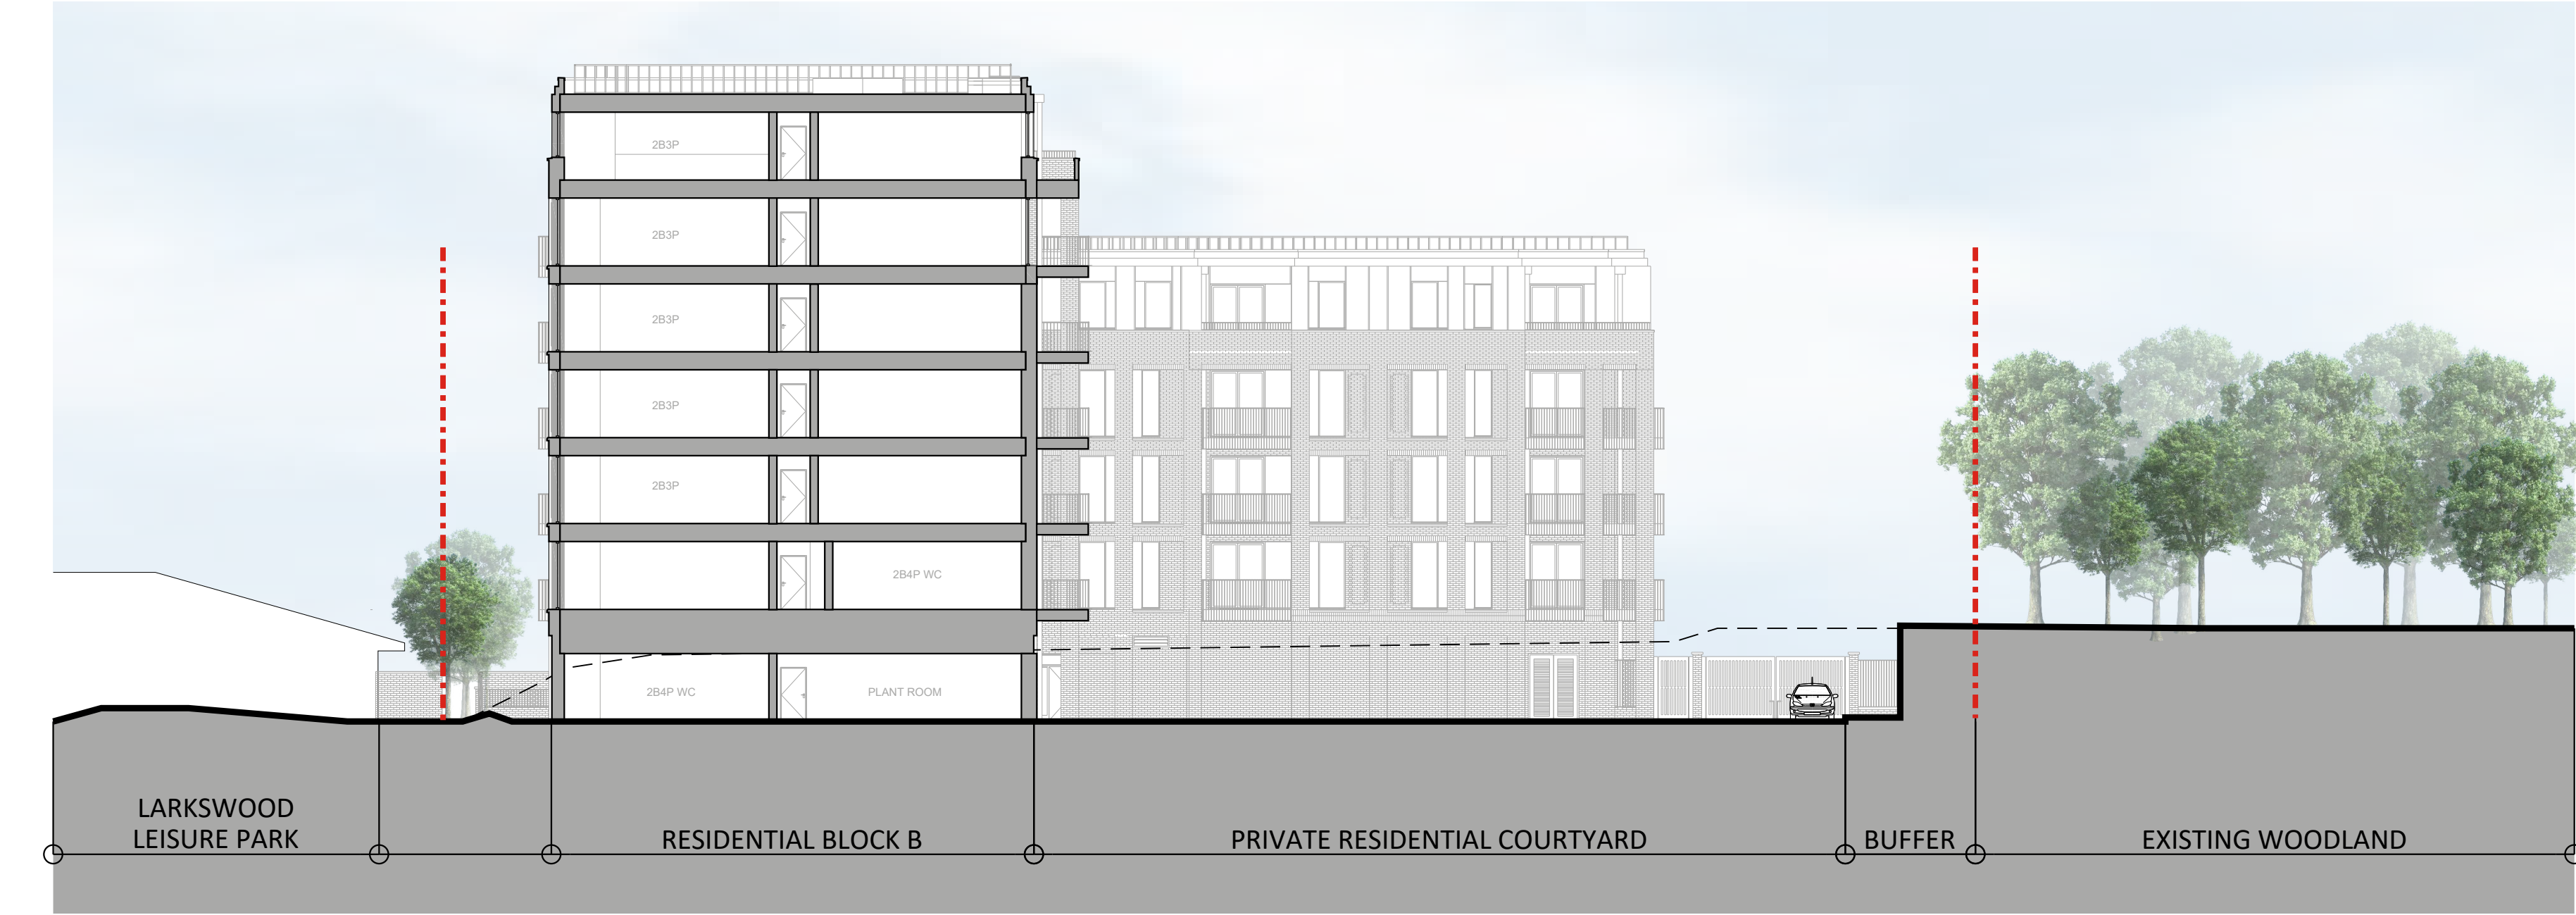 2B3P
2B3P
2B3P
2B3P
2B3P
2B4P WC
2B4P WC
PLANT ROOM
LARKSWOOD
LEISURE PARK
RESIDENTIAL BLOCK B
PRIVATE RESIDENTIAL COURTYARD
BUFFER
EXISTING WOODLAND